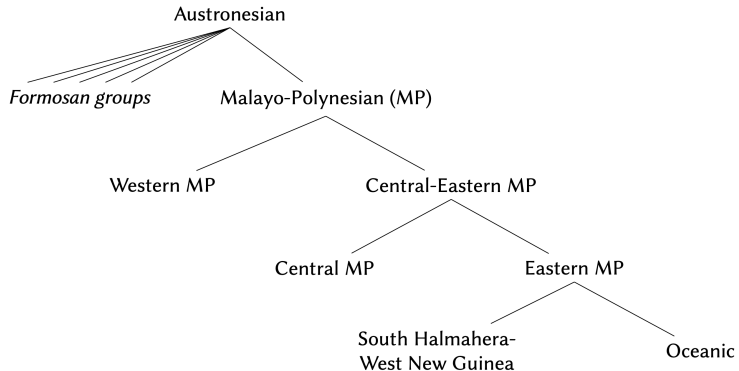 Austronesian
Formosan groups
Malayo-Polynesian (MP)
Western MP
Central-Eastern MP
Central MP
Eastern MP
South Halmahera-
West New Guinea
Oceanic